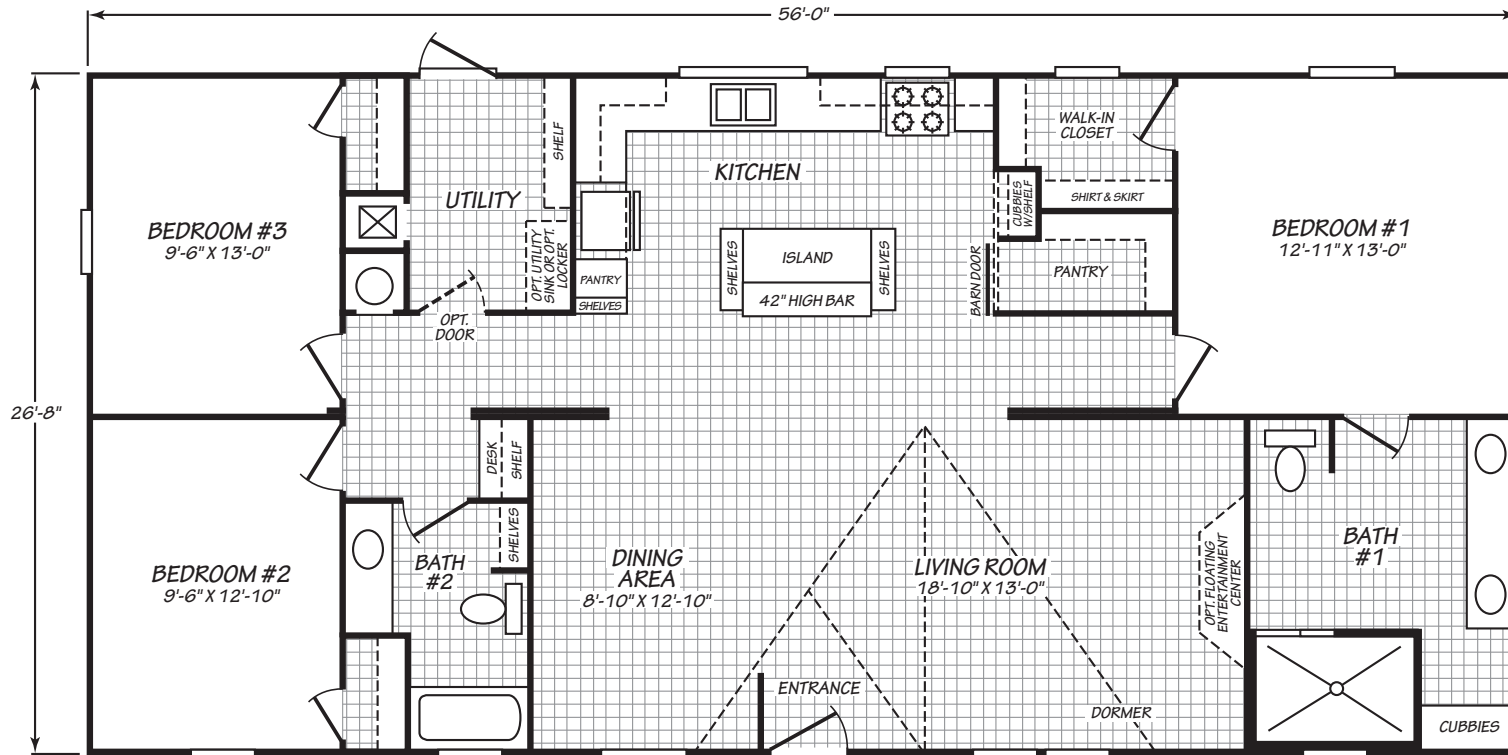 56'-0"
26'-8"
BEDROOM #3
9'-6" X 13'-0"
UTILITY
SHELF
OPT. UTILITY
SINK OR OPT.
LOCKER
OPT.
DOOR
KITCHEN
PANTRY
SHELVES
SHELVES
ISLAND
42" HIGH BAR
SHELVES
BARN DOOR
CUBBIES
W/SHELF
WALK-IN
CLOSET
SHIRT & SKIRT
PANTRY
BEDROOM #1
12'-11" X 13'-0"
BEDROOM #2
9'-6" X 12'-10"
DESK
SHELF
SHELVES
BATH
#2
DINING
AREA
8'-10" X 12'-10"
LIVING ROOM
18'-10" X 13'-0"
ENTRANCE
DORMER
OPT. FLOATING
ENTERTAINMENT
CENTER
BATH
#1
CUBBIES